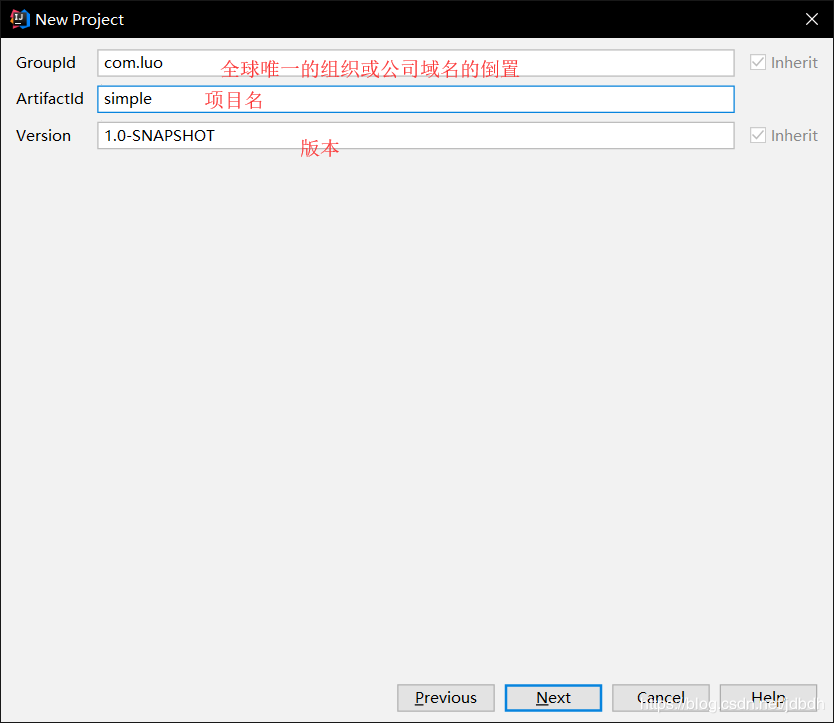 New Project
GroupId com.luo 全球唯一的组织或公司域名的倒置 Inherit
ArtifactId simple 项目名
Version 1.0-SNAPSHOT 版本 Inherit
Previous Next Cancel Help
https://blog.csdn.net/jdbdh